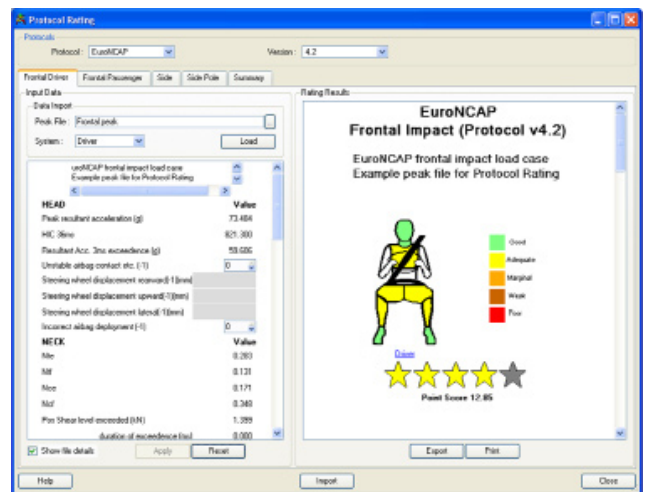 Protocol Rating
Protocols
Protocol: EuroNCAP Version: 4.2
Frontal Driver Frontal Passenger Side Side Pole Summary
Input Data
Data Import
Peak File: Frontal.peak
System: Driver Load
uroNCAP frontal impact load case
Example peak file for Protocol Rating
HEAD Value
Peak resultant acceleration (g) 73.484
HIC 36ms 821.300
Resultant Acc. 3ms exceedence (g) 59.606
Unstable airbag contact etc. (-1) 0
Steering wheel displacement rearward(-1)(mm)
Steering wheel displacement upward(-1)(mm)
Steering wheel displacement lateral(-1)(mm)
Incorrect airbag deployment (-1) 0
NECK Value
Nte 0.283
Ntf 0.131
Nce 0.171
Ncf 0.340
Pos Shear level exceeded (kN) 1.399
duration of exceedence (ms) 0.000
Show file details Apply Reset
Rating Results
EuroNCAP
Frontal Impact (Protocol v4.2)
EuroNCAP frontal impact load case
Example peak file for Protocol Rating
Good
Adequate
Marginal
Weak
Poor
Driver
Point Score 12.85
Export Print
Help Import Close